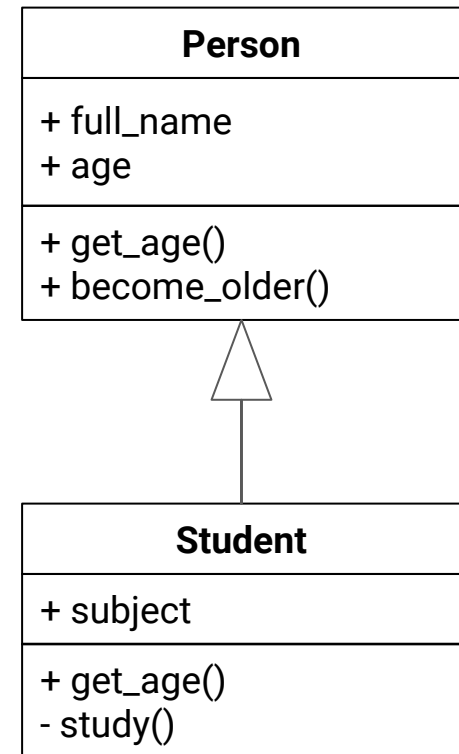 Person
+ full_name
+ age
+ get_age()
+ become_older()
Student
+ subject
+ get_age()
- study()